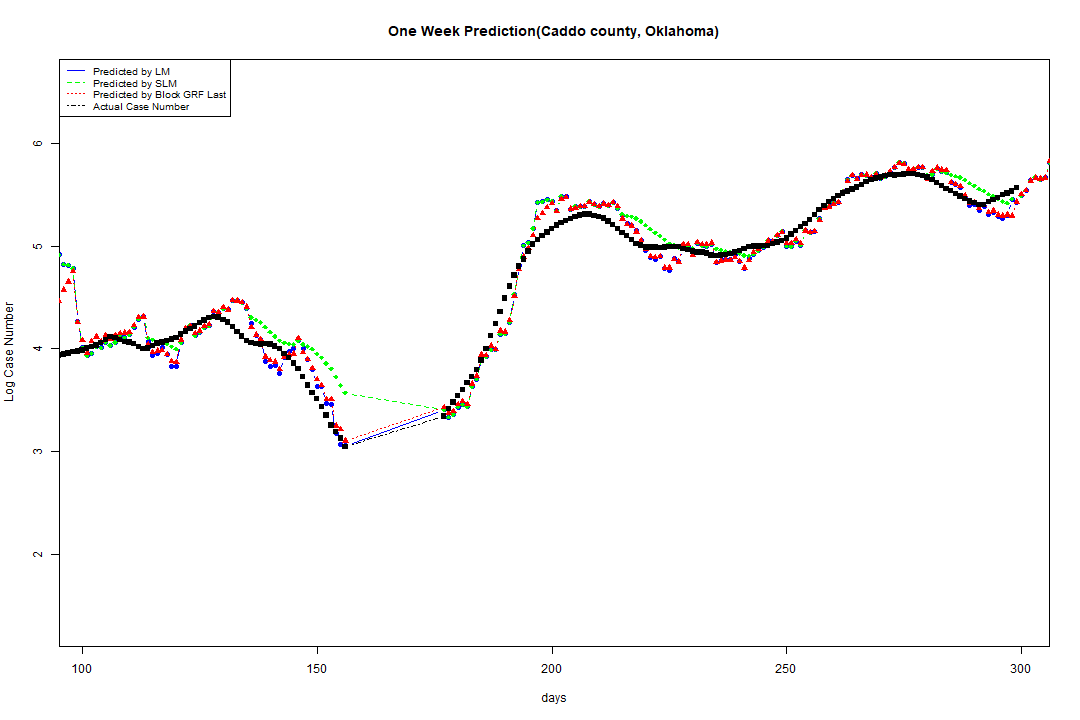 One Week Prediction(Caddo county, Oklahoma)
Predicted by LM
Predicted by SLM
Predicted by Block GRF Last
Actual Case Number
6
5
4
3
2
Log Case Number
100 150 200 250 300
days